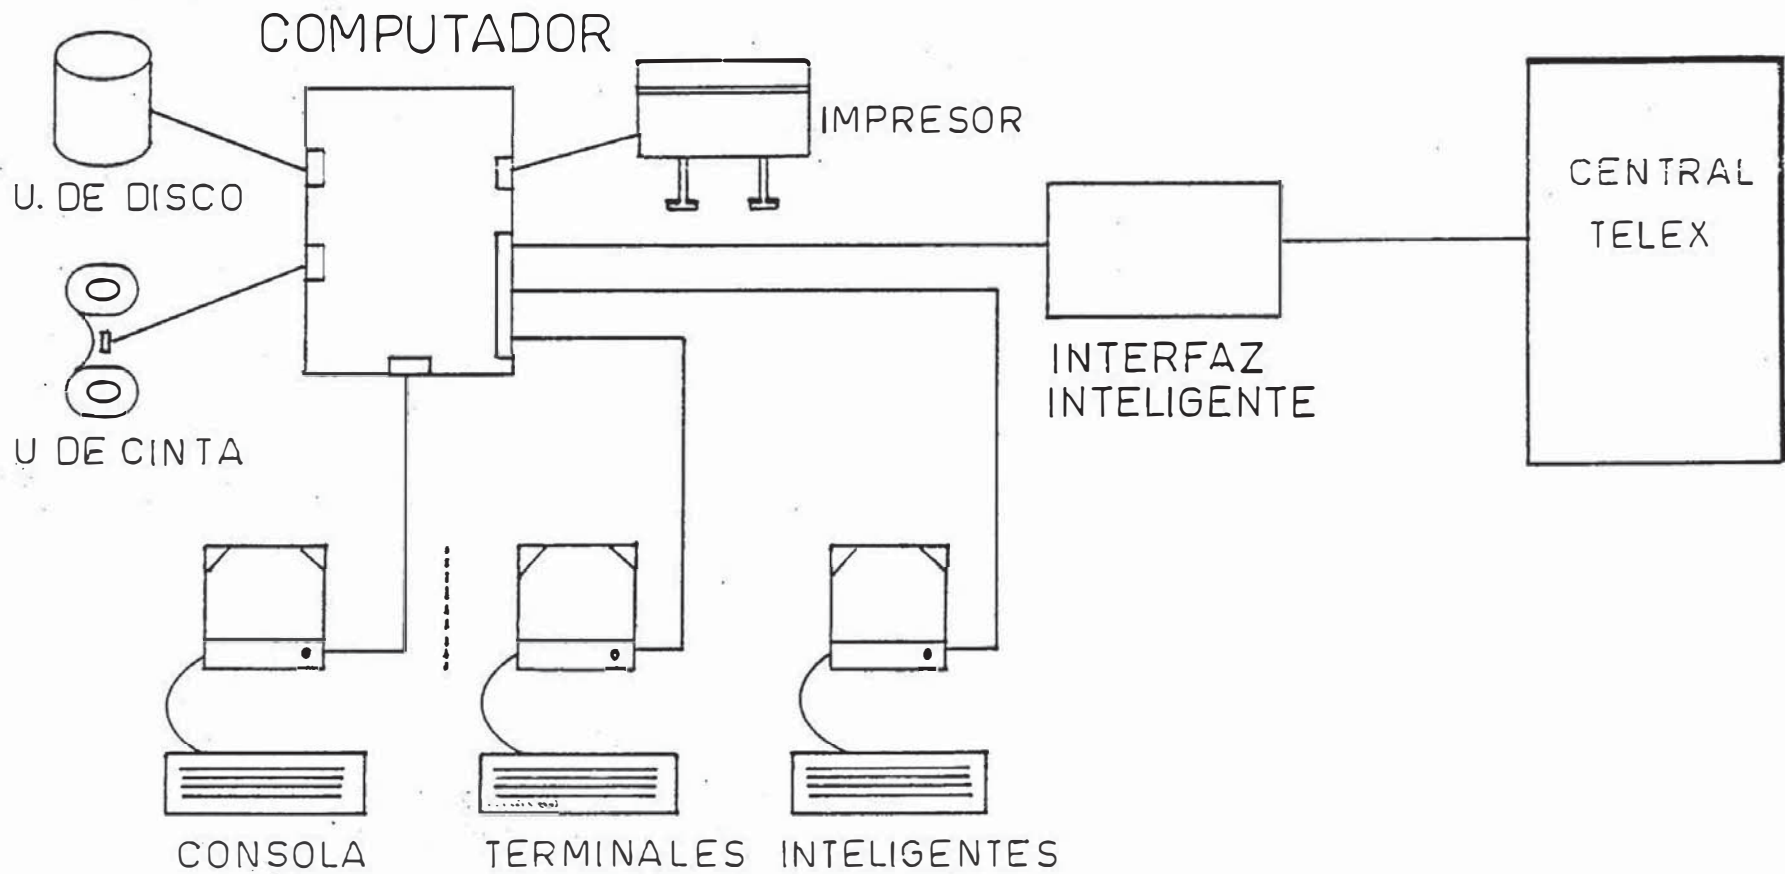 COMPUTADOR
IMPRESOR
U. DE DISCO
CENTRAL
TELEX
INTERFAZ
INTELIGENTE
U DE CINTA
CONSOLA
TERMINALES INTELIGENTES